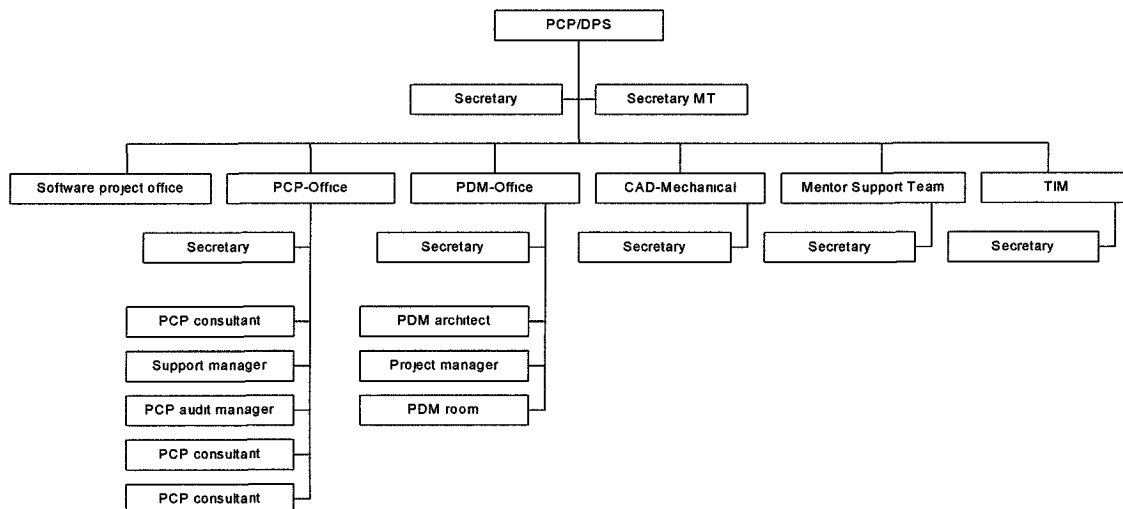 PCP/DPS
Secretary
Secretary MT
Software project office
PCP-Office
PDM-Office
CAD-Mechanical
Mentor Support Team
TIM
Secretary
Secretary
Secretary
Secretary
Secretary
PCP consultant
PDM architect
Support manager
Project manager
PCP audit manager
PDM room
PCP consultant
PCP consultant